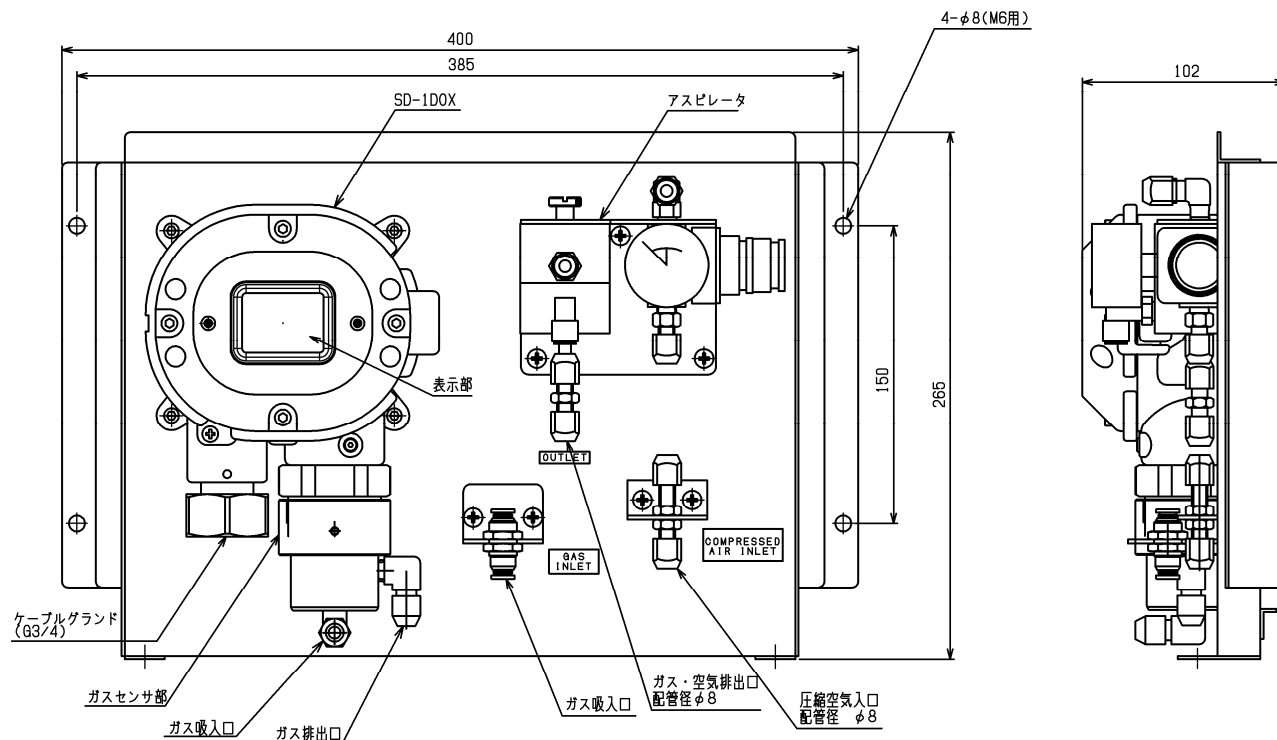 4-φ8(M6用)
400
385
102
SD-1DOX
アスピレータ
表示部
150
265
OUTLET
GAS
INLET
COMPRESSED
AIR INLET
ケーブルグランド
(G3/4)
ガスセンサ部
ガス吸入口
ガス排出口
ガス吸入口
ガス・空気排出口
配管径φ8
圧縮空気入口
配管径 φ8